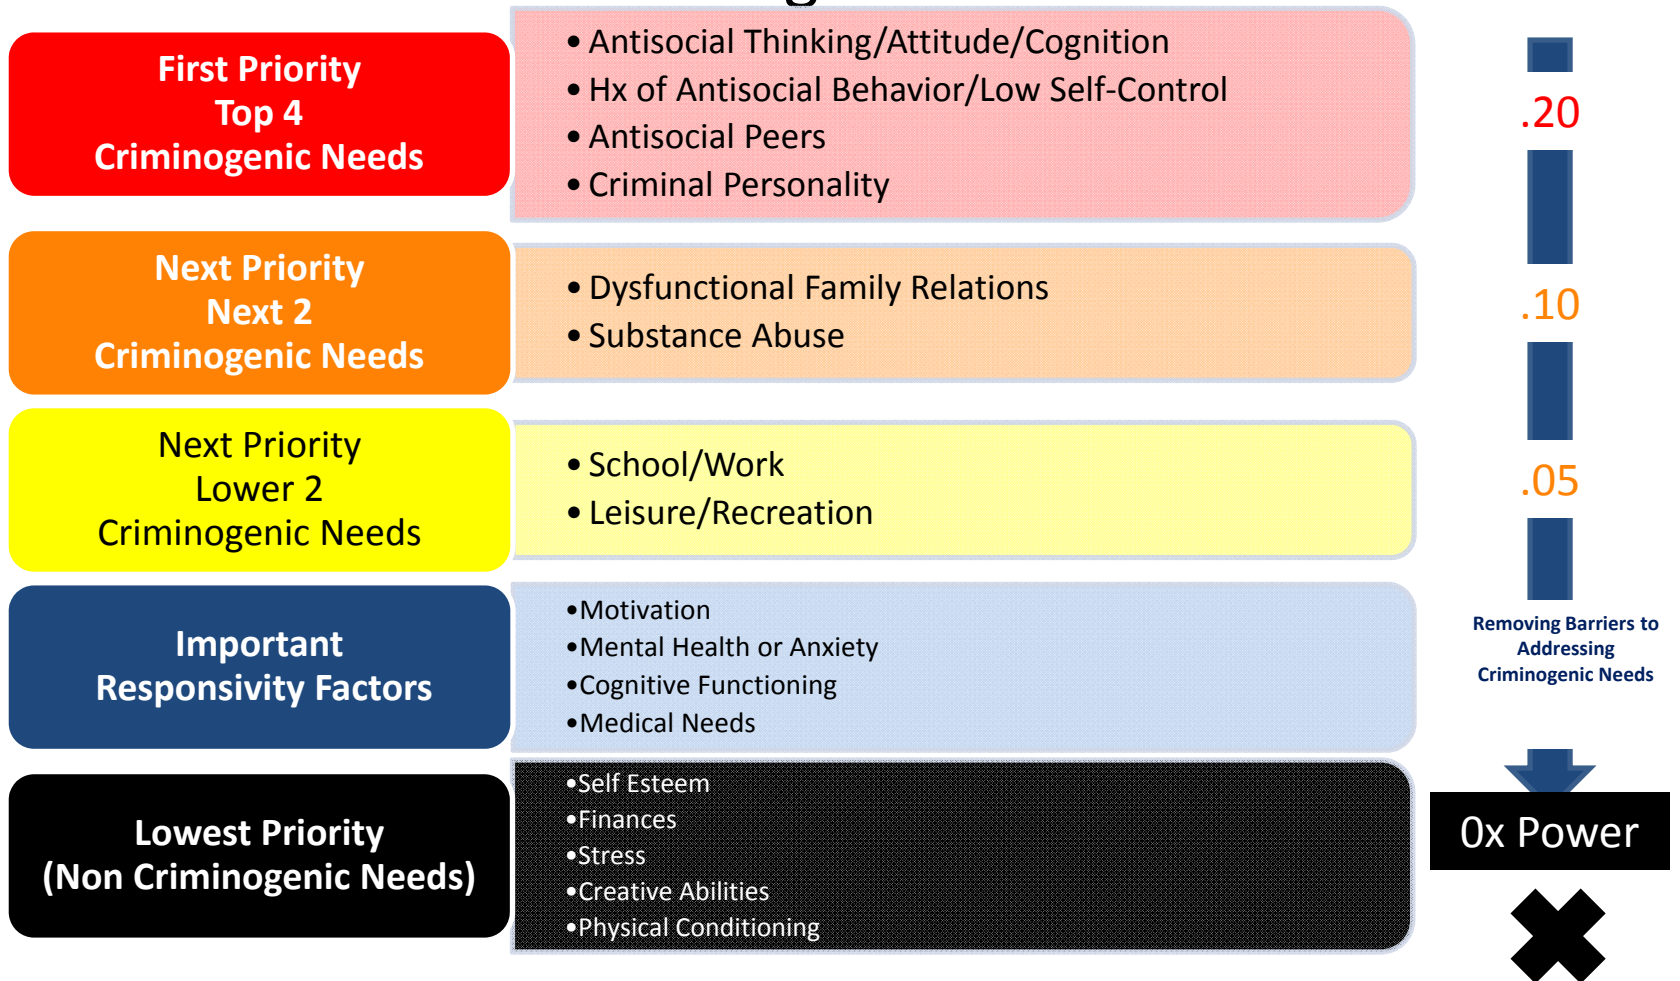 First Priority
Top 4
Criminogenic Needs
• Antisocial Thinking/Attitude/Cognition
• Hx of Antisocial Behavior/Low Self-Control
• Antisocial Peers
• Criminal Personality
.20
Next Priority
Next 2
Criminogenic Needs
• Dysfunctional Family Relations
• Substance Abuse
.10
Next Priority
Lower 2
Criminogenic Needs
• School/Work
• Leisure/Recreation
.05
Important
Responsivity Factors
•Motivation
•Mental Health or Anxiety
•Cognitive Functioning
•Medical Needs
Removing Barriers to
Addressing
Criminogenic Needs
Lowest Priority
(Non Criminogenic Needs)
•Self Esteem
•Finances
•Stress
•Creative Abilities
•Physical Conditioning
0x Power